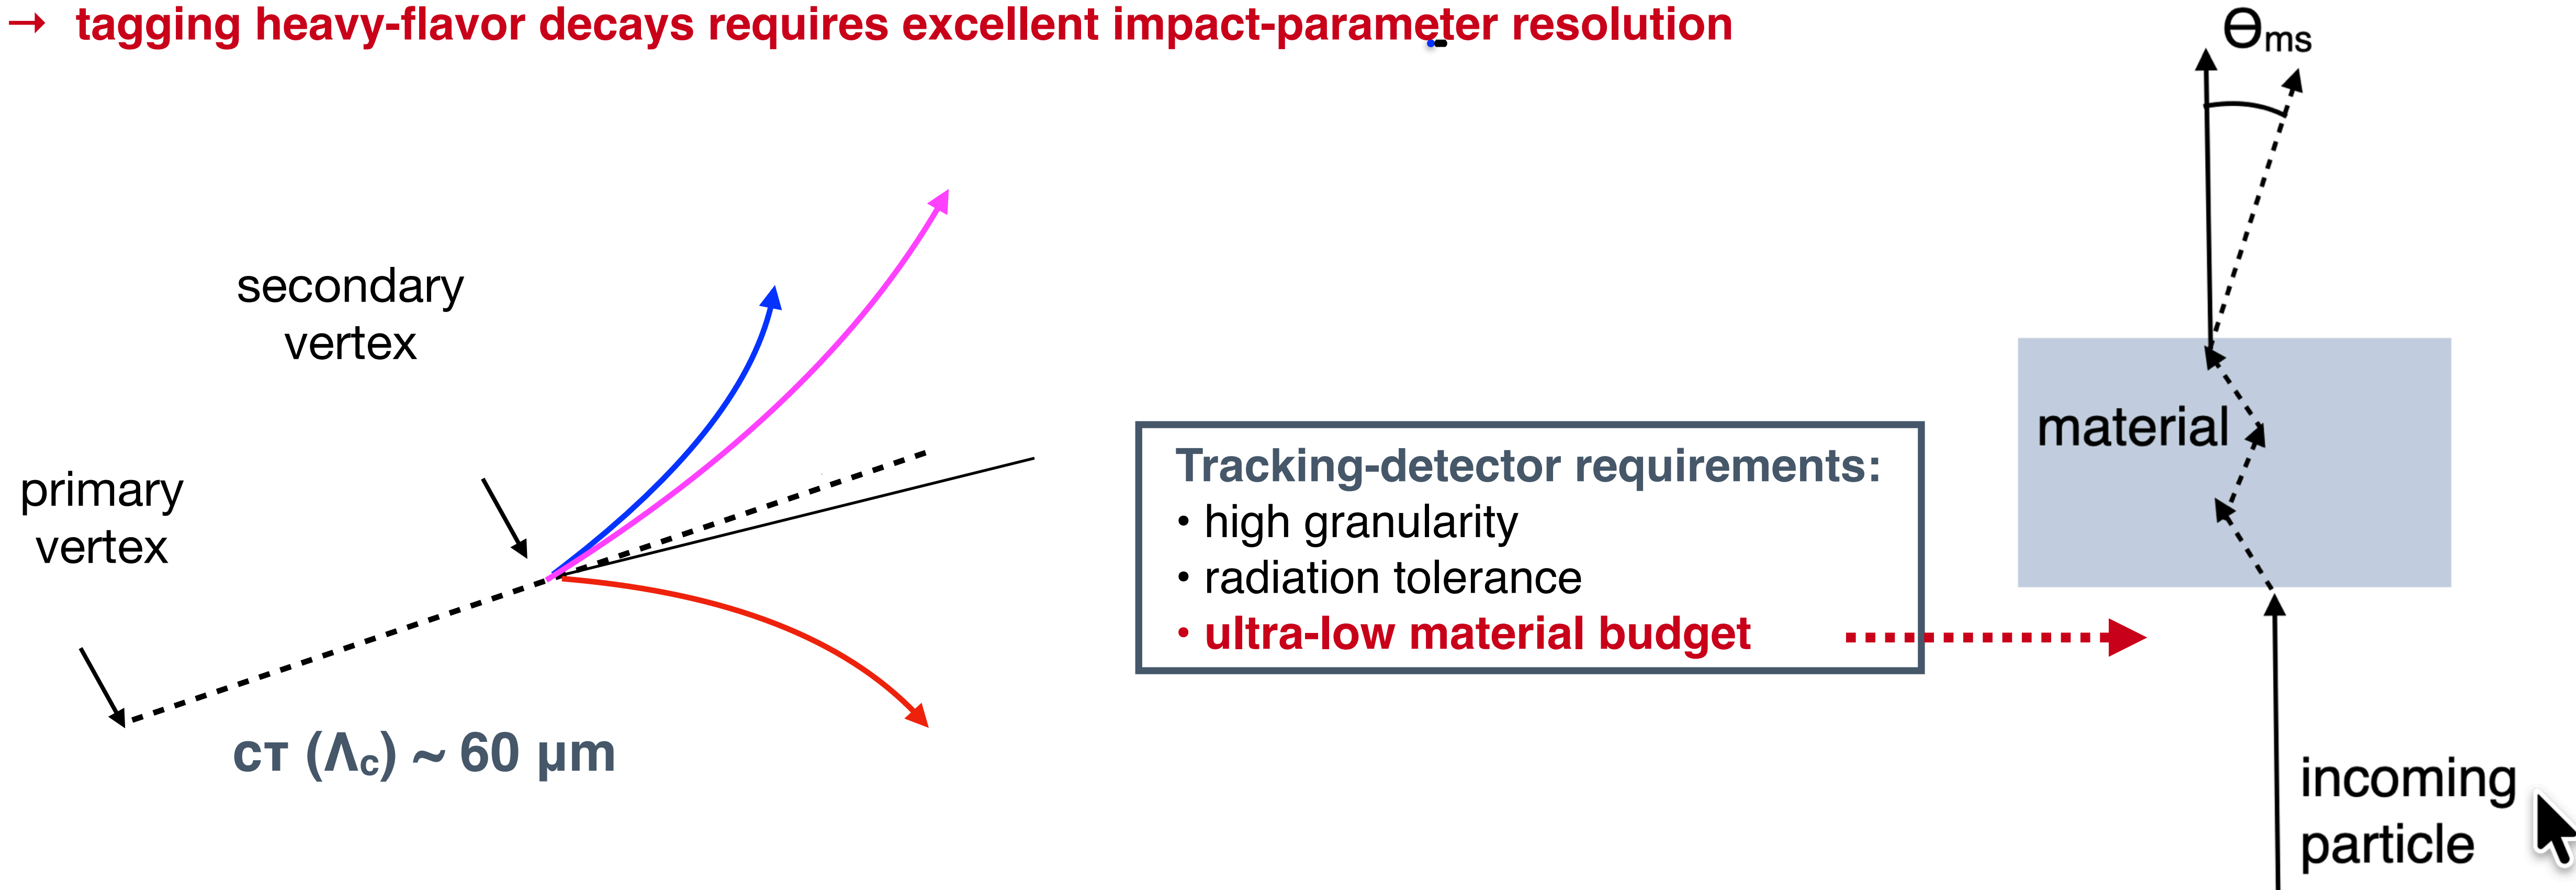 → tagging heavy-flavor decays requires excellent impact-parameter resolution
secondary
vertex
primary
vertex
cτ (Λc) ~ 60 μm
Tracking-detector requirements:
• high granularity
• radiation tolerance
• ultra-low material budget
Θms
material
incoming
particle